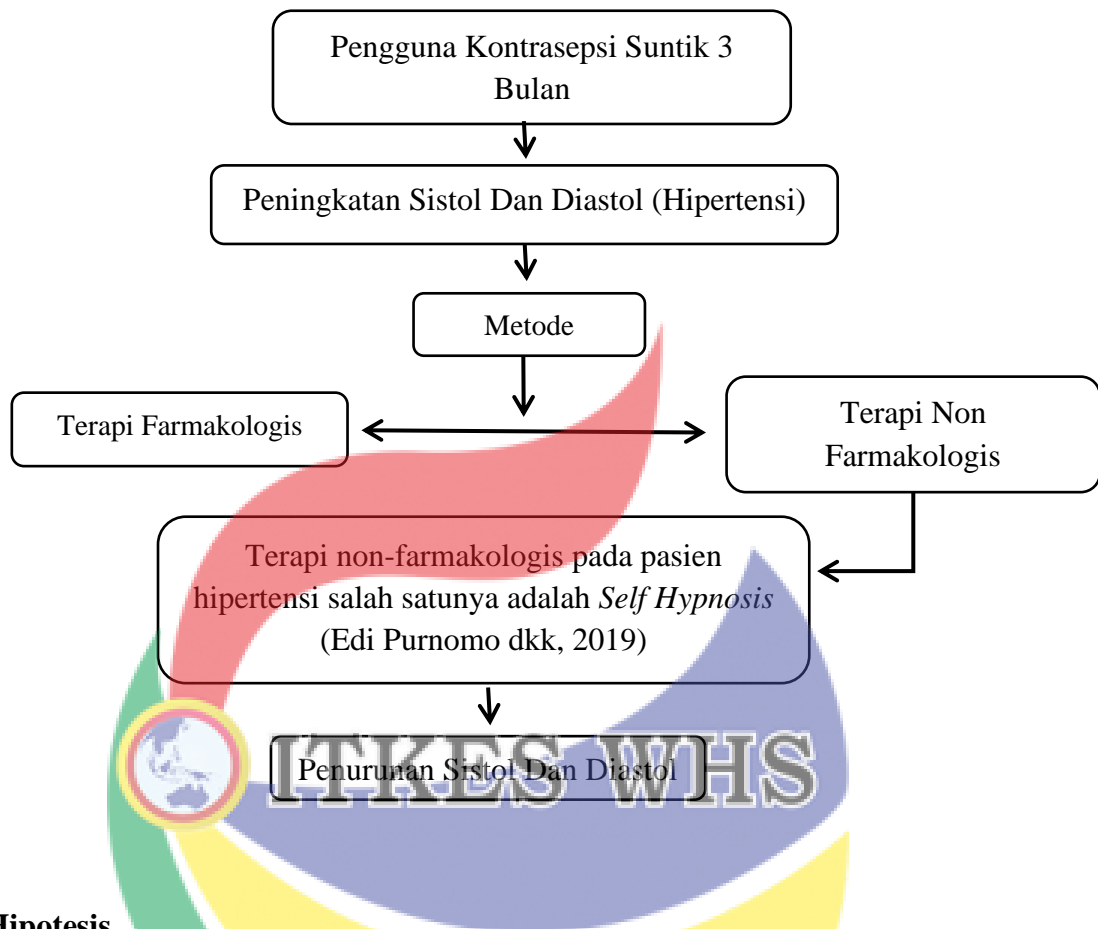 Pengguna Kontrasepsi Suntik 3
Bulan
Peningkatan Sistol Dan Diastol (Hipertensi)
Metode
Terapi Farmakologis
Terapi Non
Farmakologis
Terapi non-farmakologis pada pasien
hipertensi salah satunya adalah Self Hypnosis
(Edi Purnomo dkk, 2019)
Penurunan Sistol Dan Diastol
ITKES WHS
Hipotesis